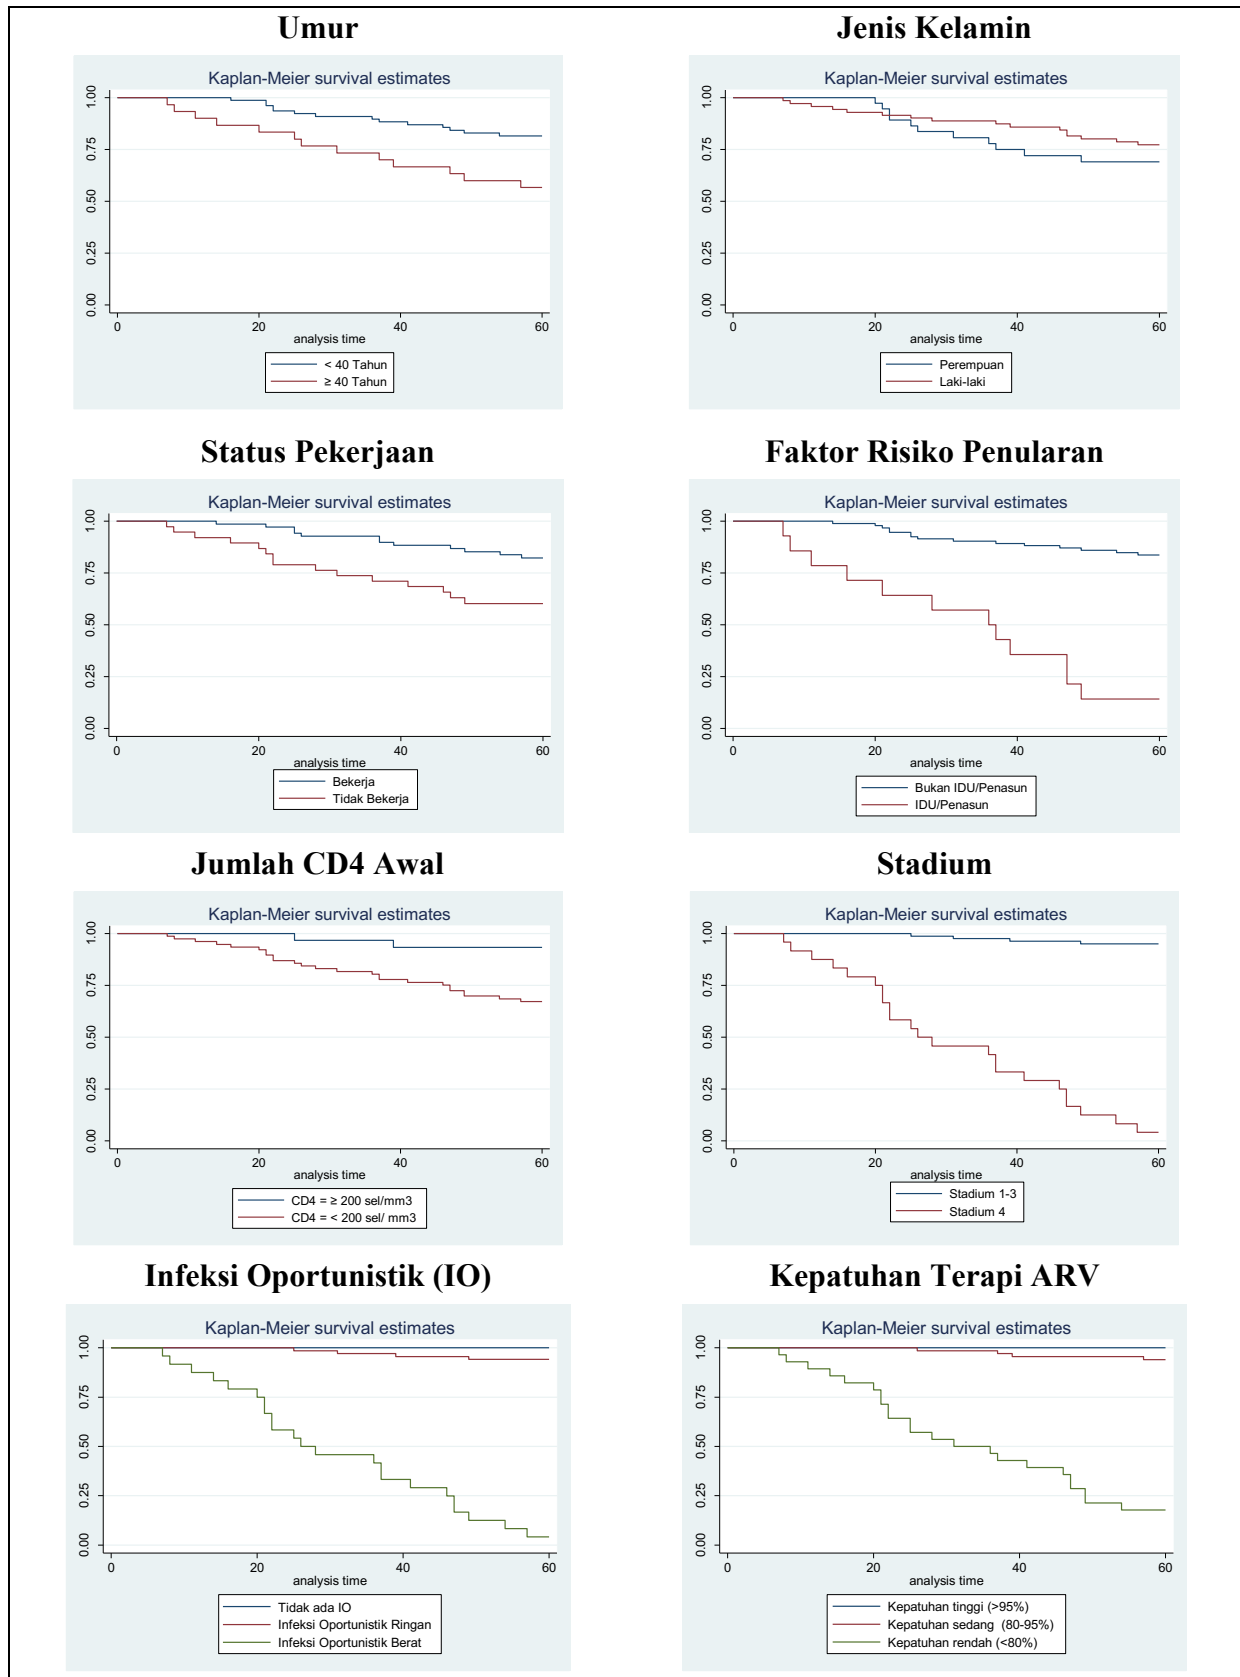 Umur
Kaplan-Meier survival estimates
1.00
0.75
0.50
0.25
0.00
0 20 40 60
analysis time
< 40 Tahun
≥ 40 Tahun
Jenis Kelamin
Kaplan-Meier survival estimates
1.00
0.75
0.50
0.25
0.00
0 20 40 60
analysis time
Perempuan
Laki-laki
Status Pekerjaan
Kaplan-Meier survival estimates
1.00
0.75
0.50
0.25
0.00
0 20 40 60
analysis time
Bekerja
Tidak Bekerja
Faktor Risiko Penularan
Kaplan-Meier survival estimates
1.00
0.75
0.50
0.25
0.00
0 20 40 60
analysis time
Bukan IDU/Penasun
IDU/Penasun
Jumlah CD4 Awal
Kaplan-Meier survival estimates
1.00
0.75
0.50
0.25
0.00
0 20 40 60
analysis time
CD4 = ≥ 200 sel/mm3
CD4 = < 200 sel/ mm3
Stadium
Kaplan-Meier survival estimates
1.00
0.75
0.50
0.25
0.00
0 20 40 60
analysis time
Stadium 1-3
Stadium 4
Infeksi Oportunistik (IO)
Kaplan-Meier survival estimates
1.00
0.75
0.50
0.25
0.00
0 20 40 60
analysis time
Tidak ada IO
Infeksi Oportunistik Ringan
Infeksi Oportunistik Berat
Kepatuhan Terapi ARV
Kaplan-Meier survival estimates
1.00
0.75
0.50
0.25
0.00
0 20 40 60
analysis time
Kepatuhan tinggi (>95%)
Kepatuhan sedang (80-95%)
Kepatuhan rendah (<80%)